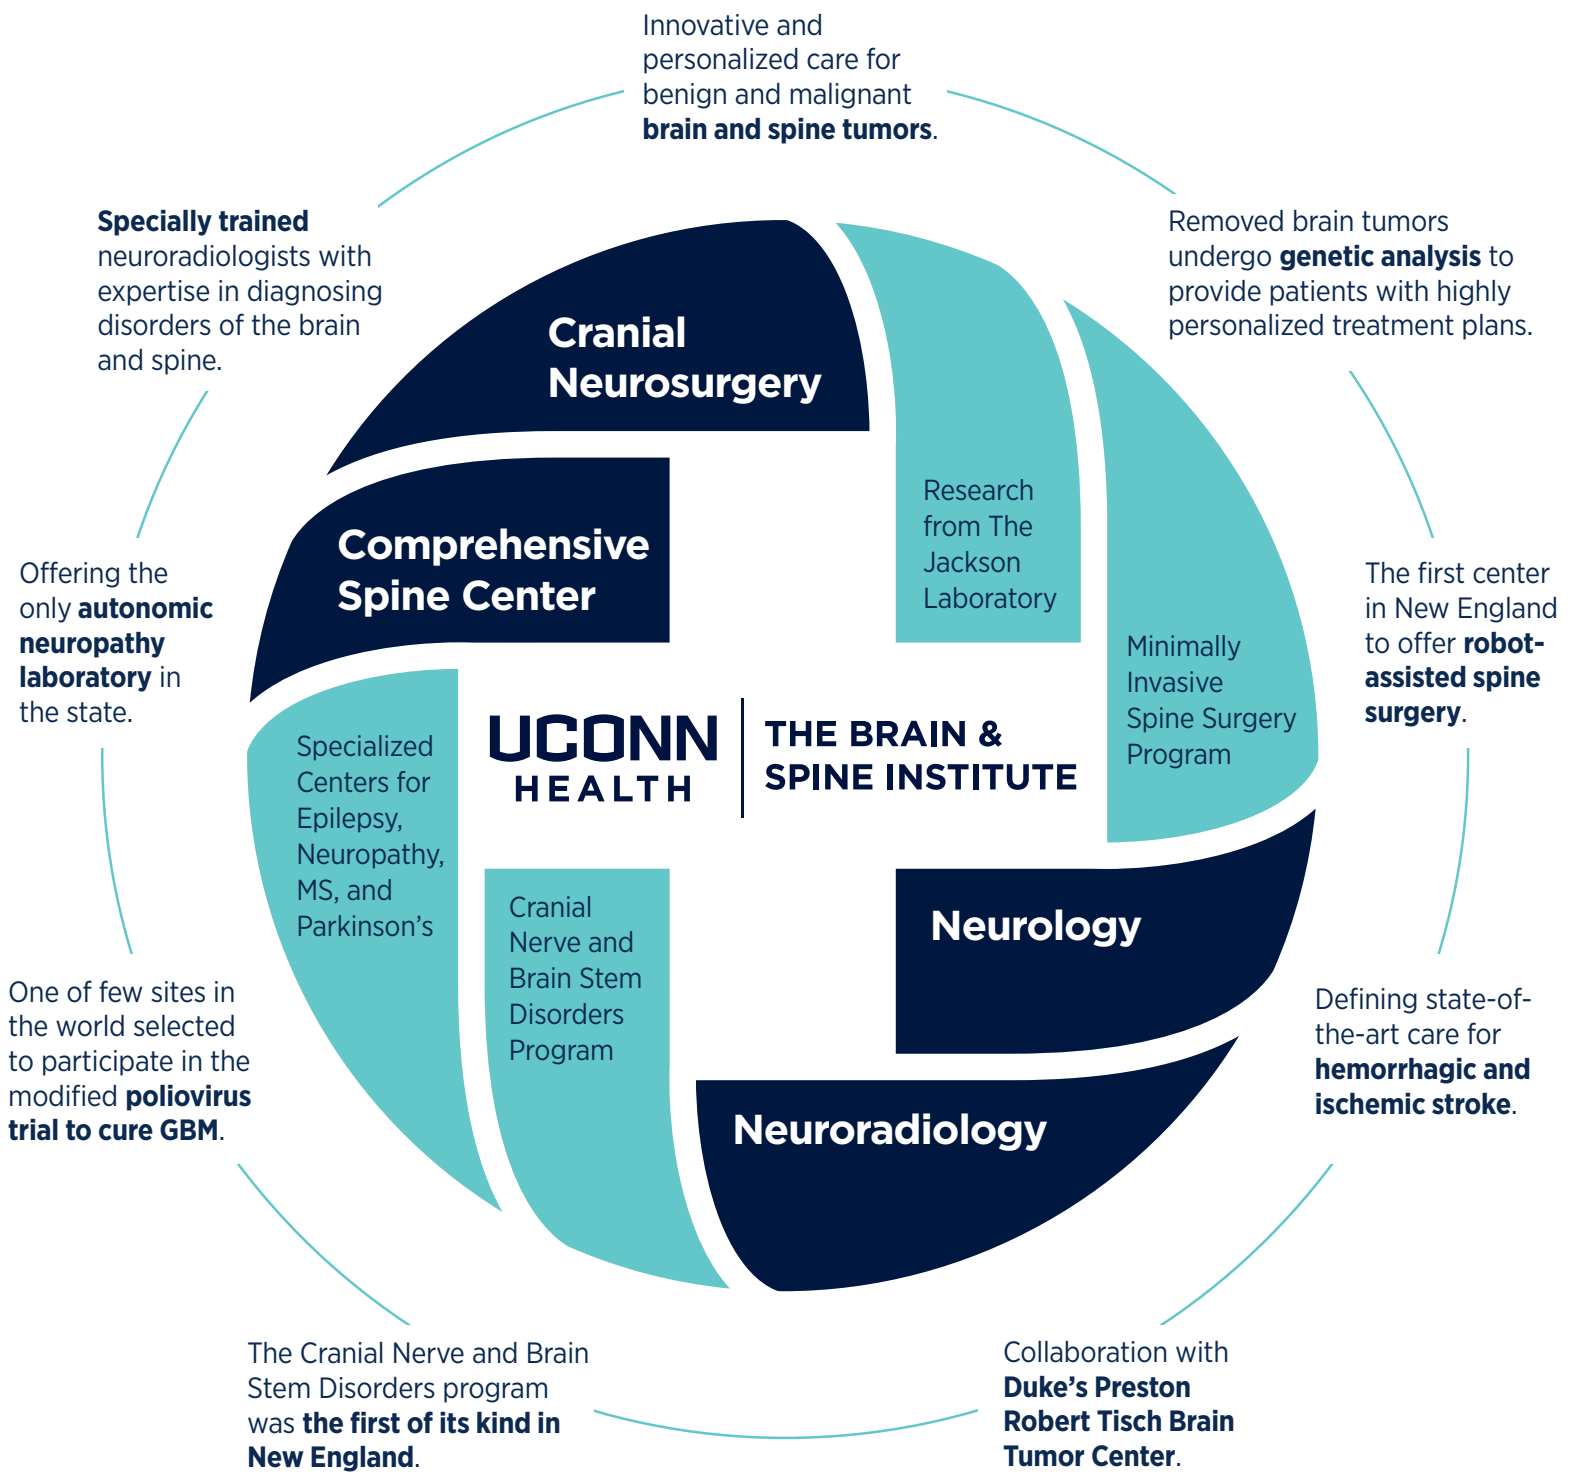 Innovative and
personalized care for
benign and malignant
brain and spine tumors.
Specially trained
neuroradiologists with
expertise in diagnosing
disorders of the brain
and spine.
Removed brain tumors
undergo genetic analysis to
provide patients with highly
personalized treatment plans.
Cranial
Neurosurgery
Comprehensive
Spine Center
Research
from The
Jackson
Laboratory
Minimally
Invasive
Spine Surgery
Program
Offering the
only autonomic
neuropathy
laboratory in
the state.
The first center
in New England
to offer robot-
assisted spine
surgery.
Specialized
Centers for
Epilepsy,
Neuropathy,
MS, and
Parkinson's
UCONN
HEALTH
THE BRAIN &
SPINE INSTITUTE
Cranial
Nerve and
Brain Stem
Disorders
Program
Neurology
Neuroradiology
One of few sites in
the world selected
to participate in the
modified poliovirus
trial to cure GBM.
Defining state-of-
the-art care for
hemorrhagic and
ischemic stroke.
The Cranial Nerve and Brain
Stem Disorders program
was the first of its kind in
New England.
Collaboration with
Duke's Preston
Robert Tisch Brain
Tumor Center.